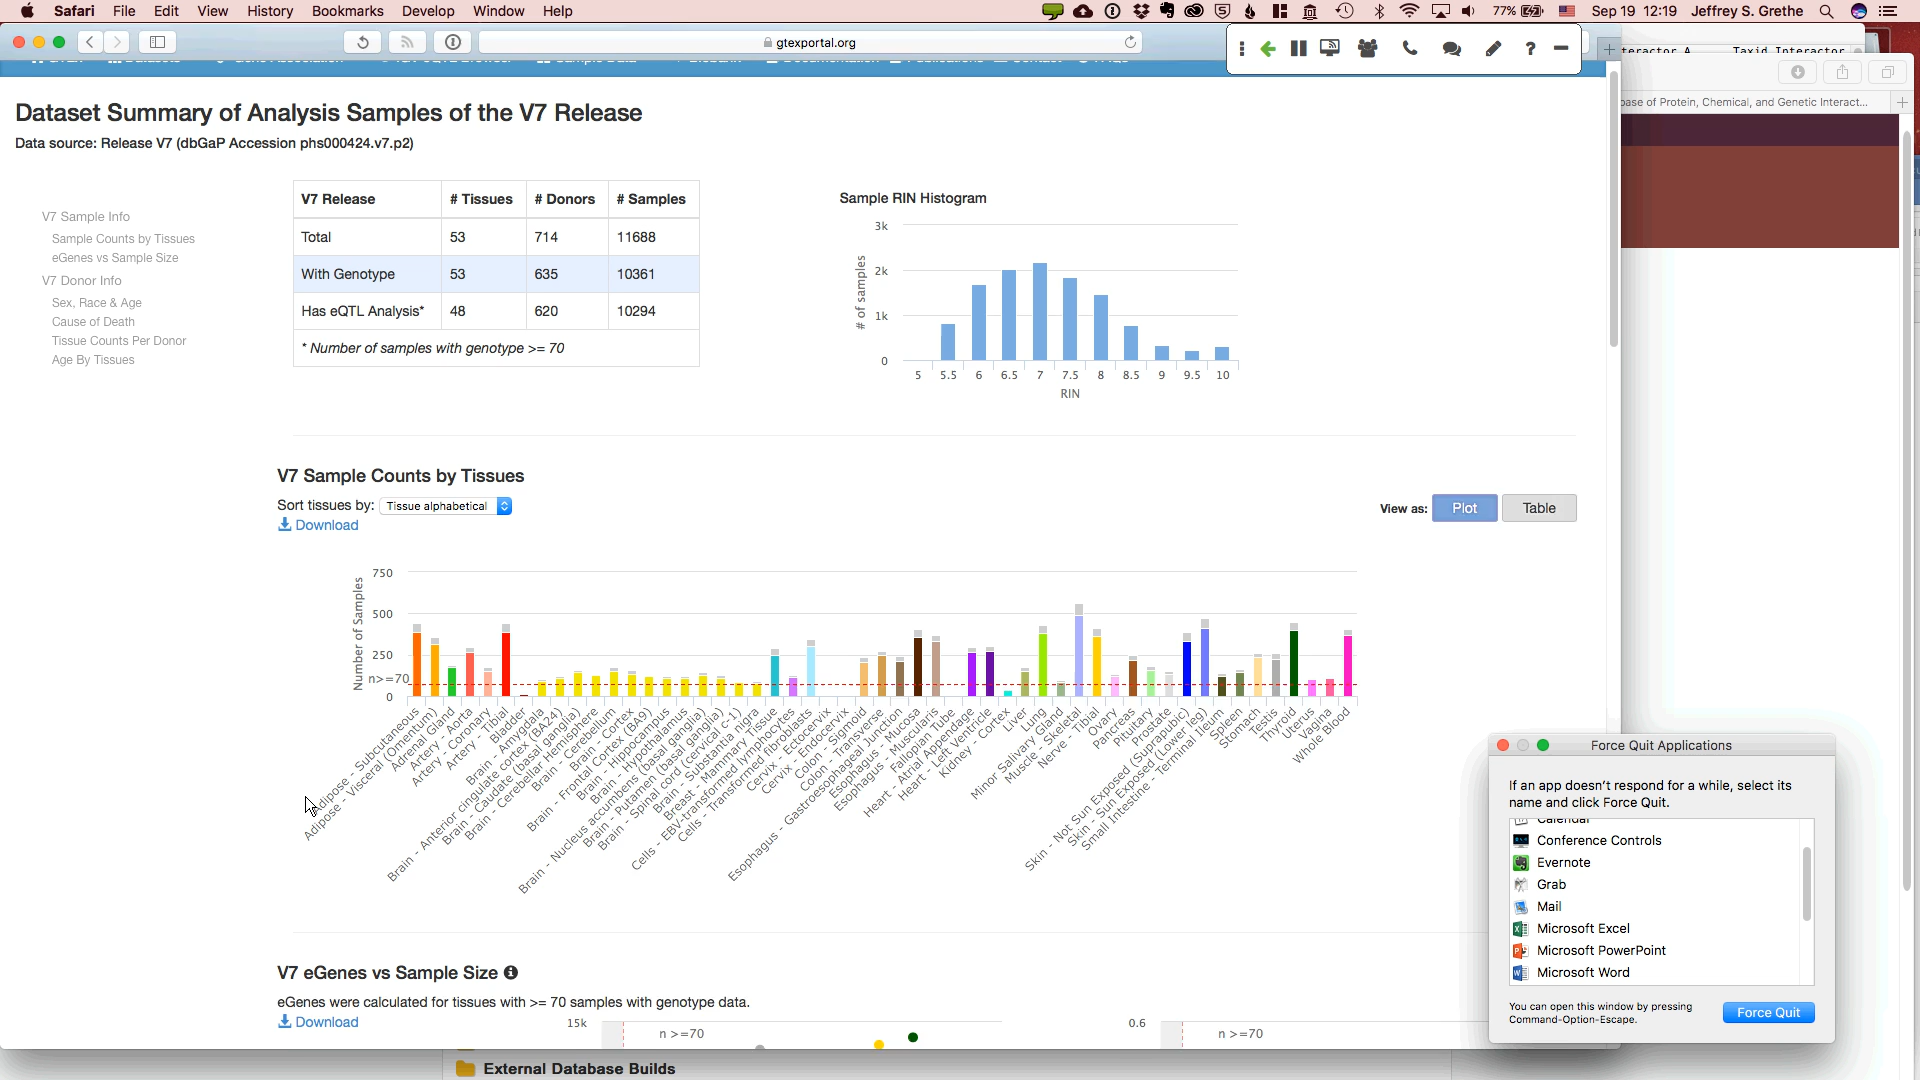 Safari File Edit View History Bookmarks Develop Window Help
77% Sep 19 12:19 Jeffrey S. Grethe
gtexportal.org
Dataset Summary of Analysis Samples of the V7 Release
Data source: Release V7 (dbGaP Accession phs000424.v7.p2)
V7 Sample Info
Sample Counts by Tissues
eGenes vs Sample Size
V7 Donor Info
Sex, Race & Age
Cause of Death
Tissue Counts Per Donor
Age By Tissues
V7 Release # Tissues # Donors # Samples
Total 53 714 11688
With Genotype 53 635 10361
Has eQTL Analysis* 48 620 10294
* Number of samples with genotype >= 70
Sample RIN Histogram
3k
2k
1k
0
# of samples
5 5.5 6 6.5 7 7.5 8 8.5 9 9.5 10
RIN
V7 Sample Counts by Tissues
Sort tissues by: Tissue alphabetical
Download
View as: Plot Table
750
500
250
n>=70
0
Number of Samples
Adipose - Subcutaneous
Adipose - Visceral (Omentum)
Adrenal Gland
Artery - Aorta
Artery - Coronary
Artery - Tibial
Bladder
Brain - Amygdala
Brain - Anterior cingulate cortex (BA24)
Brain - Caudate (basal ganglia)
Brain - Cerebellar Hemisphere
Brain - Cerebellum
Brain - Cortex
Brain - Frontal Cortex (BA9)
Brain - Hippocampus
Brain - Hypothalamus
Brain - Nucleus accumbens (basal ganglia)
Brain - Putamen (basal ganglia)
Brain - Spinal cord (cervical c-1)
Brain - Substantia nigra
Breast - Mammary Tissue
Cells - EBV-transformed lymphocytes
Cells - Transformed fibroblasts
Cervix - Ectocervix
Cervix - Endocervix
Colon - Sigmoid
Colon - Transverse
Esophagus - Gastroesophageal Junction
Esophagus - Mucosa
Esophagus - Muscularis
Fallopian Tube
Heart - Atrial Appendage
Heart - Left Ventricle
Kidney - Cortex
Liver
Lung
Minor Salivary Gland
Muscle - Skeletal
Nerve - Tibial
Ovary
Pancreas
Pituitary
Prostate
Skin - Not Sun Exposed (Suprapubic)
Skin - Sun Exposed (Lower leg)
Small Intestine - Terminal Ileum
Spleen
Stomach
Testis
Thyroid
Uterus
Vagina
Whole Blood
V7 eGenes vs Sample Size
eGenes were calculated for tissues with >= 70 samples with genotype data.
Download
15k
n >=70
0.6
n >=70
External Database Builds
Taxid Interactor
base of Protein, Chemical, and Genetic Interact...
Force Quit Applications
If an app doesn't respond for a while, select its
name and click Force Quit.
Calendar
Conference Controls
Evernote
Grab
Mail
Microsoft Excel
Microsoft PowerPoint
Microsoft Word
You can open this window by pressing
Command-Option-Escape.
Force Quit